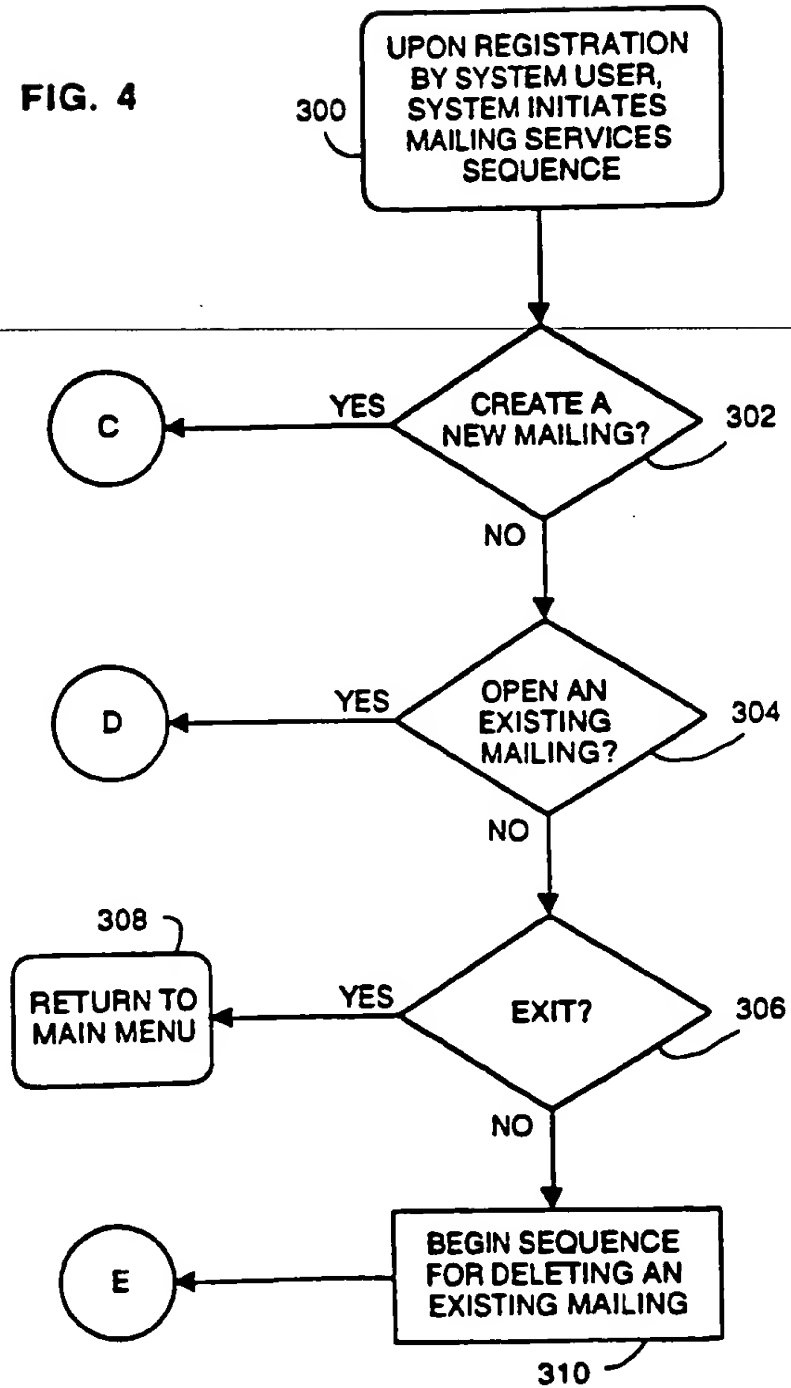 FIG. 4
300
UPON REGISTRATION
BY SYSTEM USER,
SYSTEM INITIATES
MAILING SERVICES
SEQUENCE
C
YES
CREATE A
NEW MAILING?
302
NO
D
YES
OPEN AN
EXISTING
MAILING?
304
NO
308
RETURN TO
MAIN MENU
YES
EXIT?
306
NO
E
BEGIN SEQUENCE
FOR DELETING AN
EXISTING MAILING
310